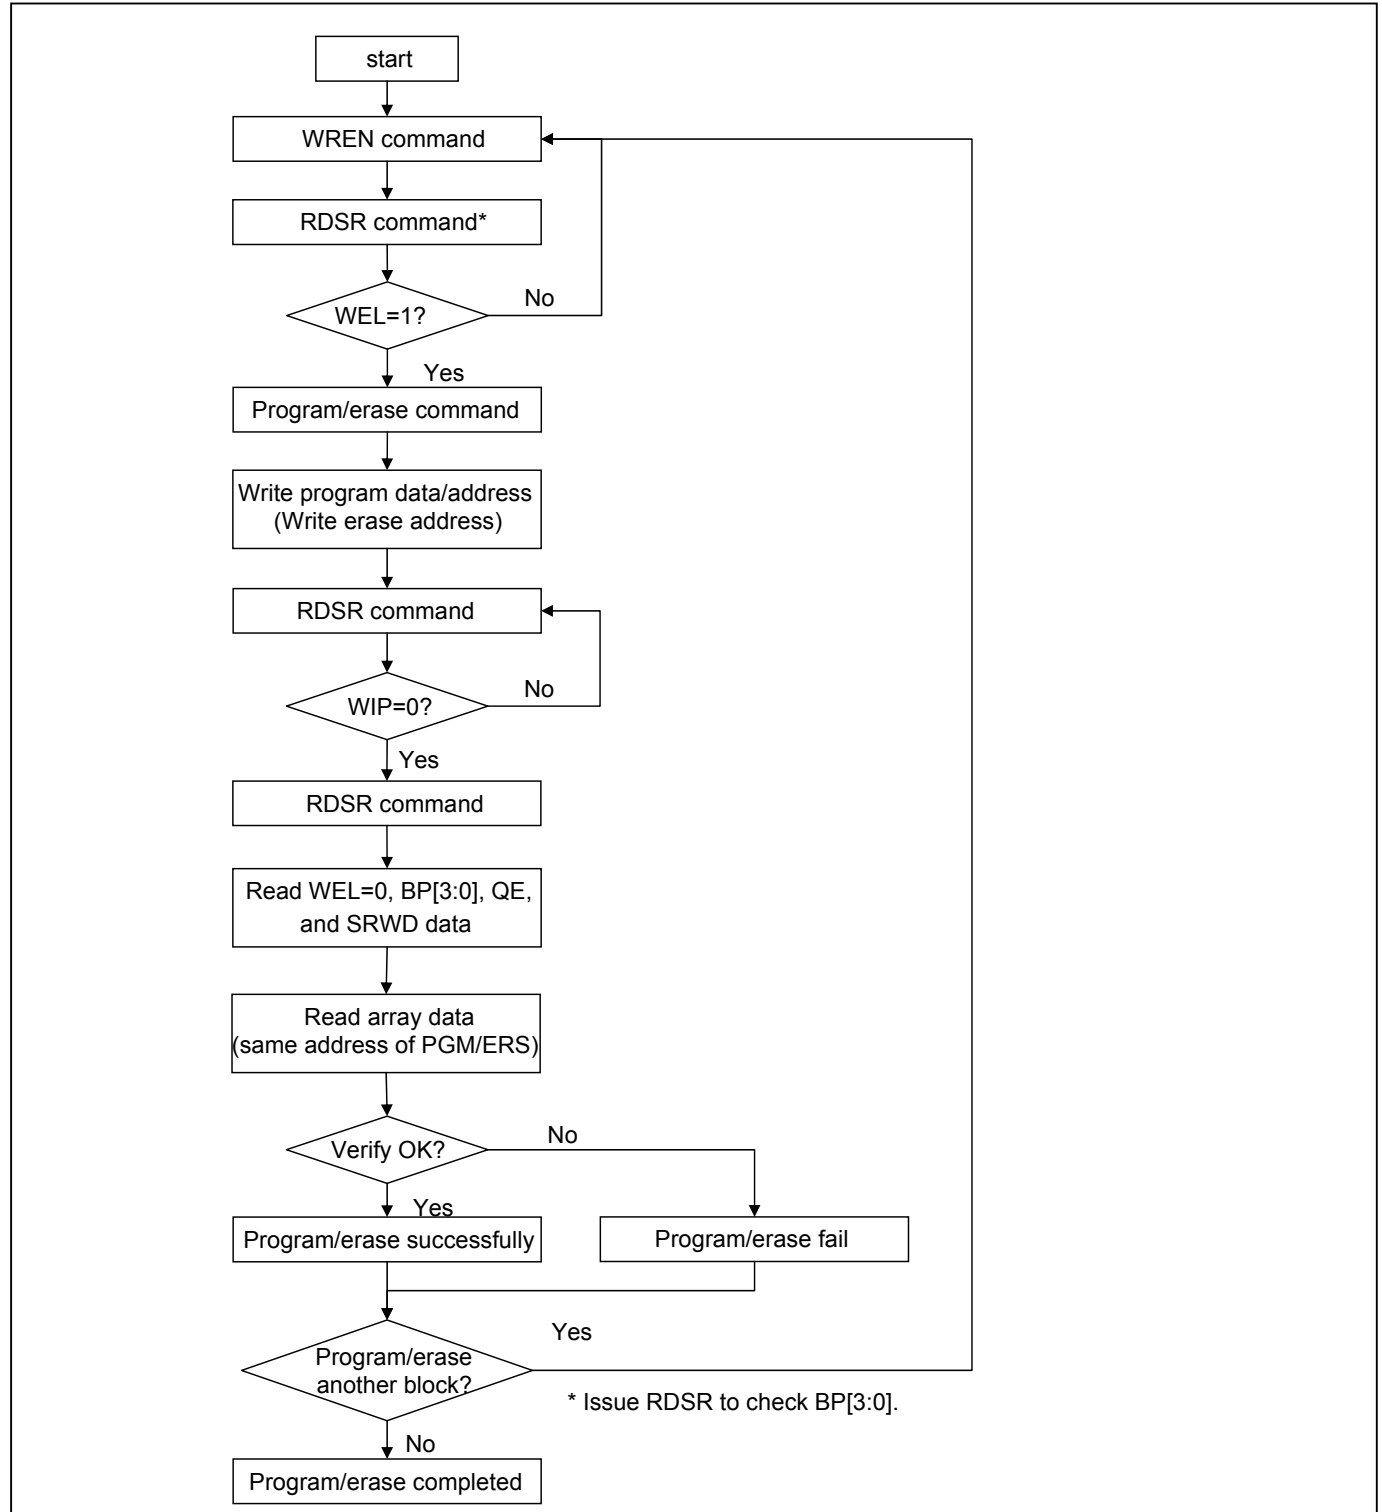 start
WREN command
RDSR command*
WEL=1?
No
Yes
Program/erase command
Write program data/address
(Write erase address)
RDSR command
WIP=0?
No
Yes
RDSR command
Read WEL=0, BP[3:0], QE,
and SRWD data
Read array data
(same address of PGM/ERS)
Verify OK?
No
Yes
Program/erase successfully
Program/erase fail
Yes
Program/erase
another block?
* Issue RDSR to check BP[3:0].
No
Program/erase completed